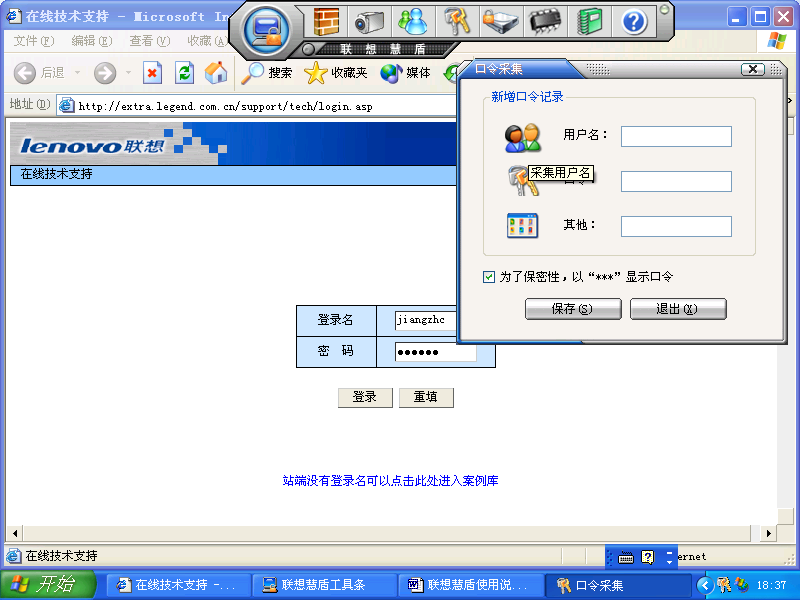 在线技术支持 - Microsoft In
联 想 慧 盾
文件(F) 编辑(E) 查看(V) 收藏(A
后退 搜索 收藏夹 媒体
地址(D) http://extra.legend.com.cn/support/tech/login.asp
lenovo联想
在线技术支持
口令采集
新增口令记录
用户名：
采集用户名
其他：
为了保密性，以“***”显示口令
保存(S) 退出(X)
登录名 jiangzhc
密 码 ●●●●●●
登录 重填
站端没有登录名可以点击此处进入案例库
在线技术支持 ernet
开始 在线技术支持 -... 联想慧盾工具条 联想慧盾使用说... 口令采集 18:37